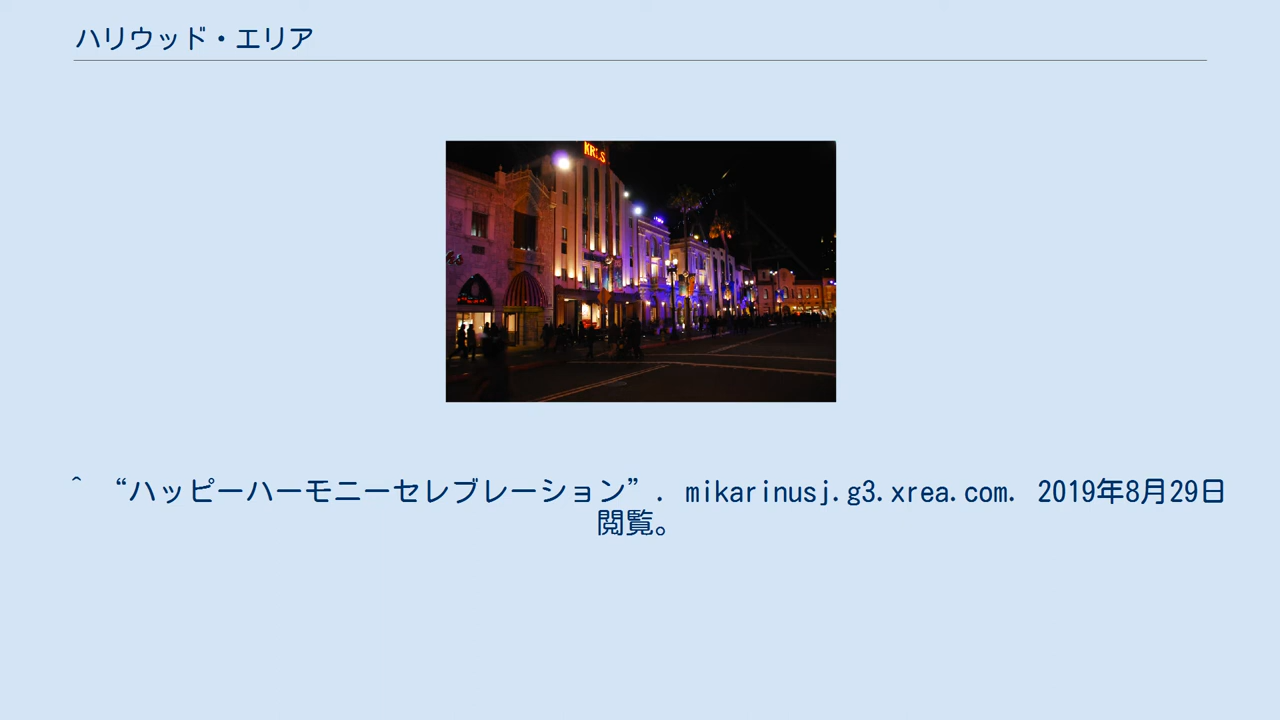 ハリウッド・エリア
KRLS
^ “ハッピーハーモニーセレブレーション”. mikarinusj.g3.xrea.com. 2019年8月29日
閲覧。